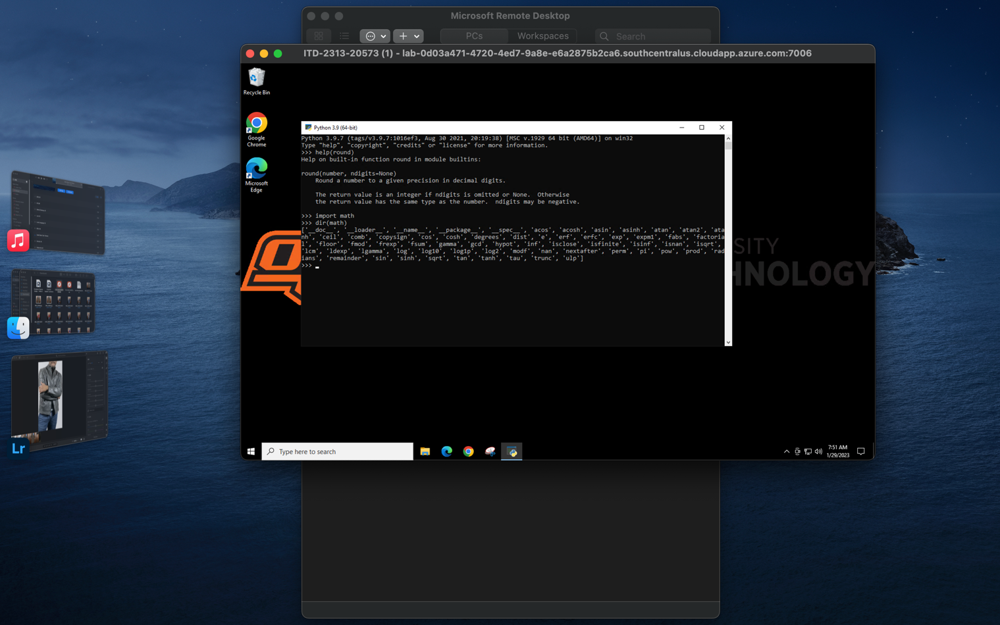 Microsoft Remote Desktop
PCs
Workspaces
Search
ITD-2313-20573 (1) - lab-0d03a471-4720-4ed7-9a8e-e6a2875b2ca6.southcentralus.cloudapp.azure.com:7006
Recycle Bin
Google
Chrome
Microsoft
Edge
Python 3.9 (64-bit)
Python 3.9.7 (tags/v3.9.7:1016ef3, Aug 30 2021, 20:19:38) [MSC v.1929 64 bit (AMD64)] on win32
Type "help", "copyright", "credits" or "license" for more information.
>>> help(round)
Help on built-in function round in module builtins:
round(number, ndigits=None)
Round a number to a given precision in decimal digits.
The return value is an integer if ndigits is omitted or None.  Otherwise
the return value has the same type as the number.  ndigits may be negative.
>>> import math
>>> dir(math)
['__doc__', '__loader__', '__name__', '__package__', '__spec__', 'acos', 'acosh', 'asin', 'asinh', 'atan', 'atan2', 'ata
nh', 'ceil', 'comb', 'copysign', 'cos', 'cosh', 'degrees', 'dist', 'e', 'erf', 'erfc', 'exp', 'expm1', 'fabs', 'factoria
l', 'floor', 'fmod', 'frexp', 'fsum', 'gamma', 'gcd', 'hypot', 'inf', 'isclose', 'isfinite', 'isinf', 'isnan', 'isqrt',
'lcm', 'ldexp', 'lgamma', 'log', 'log10', 'log1p', 'log2', 'modf', 'nan', 'nextafter', 'perm', 'pi', 'pow', 'prod', 'rad
ians', 'remainder', 'sin', 'sinh', 'sqrt', 'tan', 'tanh', 'tau', 'trunc', 'ulp']
>>>
SITY
HNOLOGY
Lr
Type here to search
7:51 AM
1/29/2023